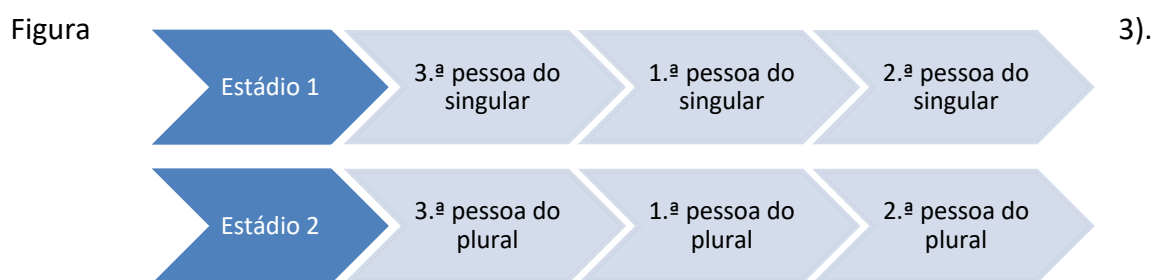 Figura 3).
Estádio 1
3.ª pessoa do
singular
1.ª pessoa do
singular
2.ª pessoa do
singular
Estádio 2
3.ª pessoa do
plural
1.ª pessoa do
plural
2.ª pessoa do
plural